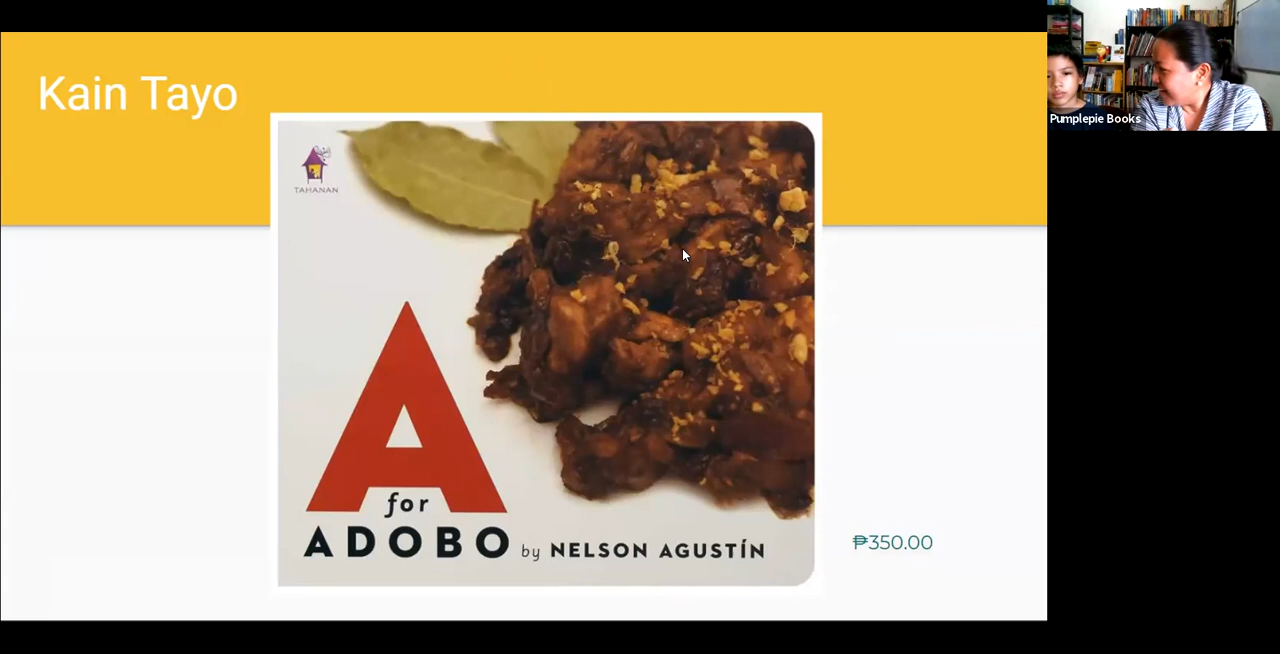 Kain Tayo
TAHANAN
A
for
ADOBO by NELSON AGUSTÍN
₱350.00
Pumplepie Books